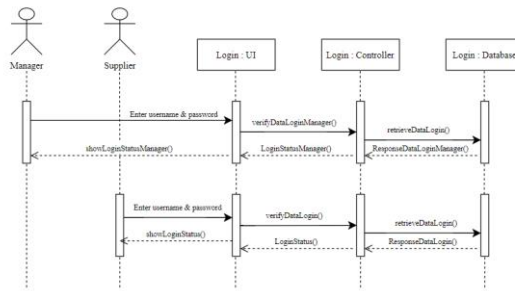 Manager
Supplier
Login : UI
Login : Controller
Login : Database
Enter username & password
verifyDataLoginManager()
retrieveDataLogin()
showLoginStatusManager()
LoginStatusManager()
ResponseDataLoginManager()
Enter username & password
verifyDataLogin()
retrieveDataLogin()
showLoginStatus()
LoginStatus()
ResponseDataLogin()